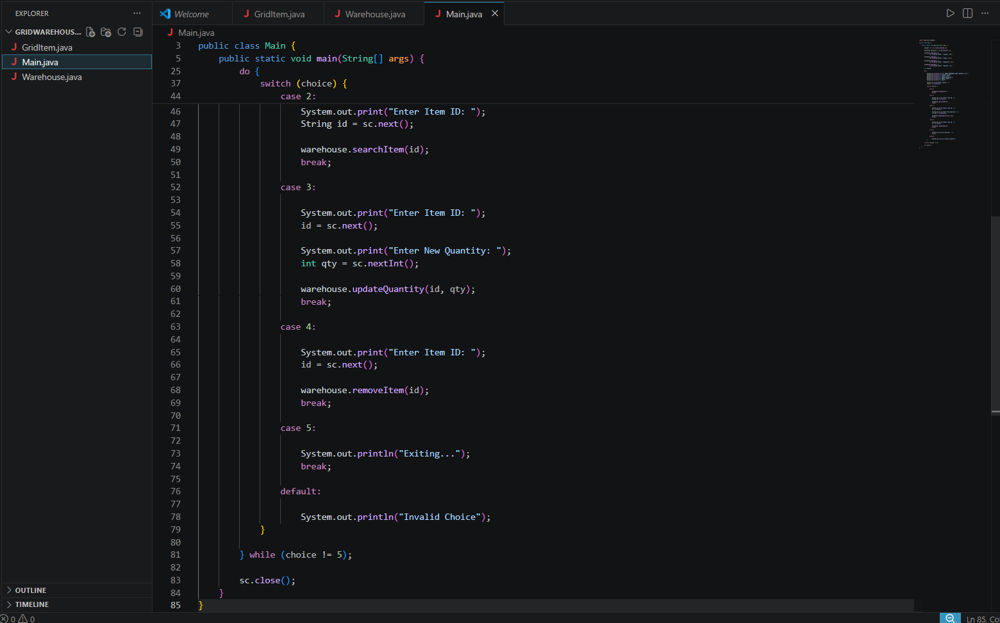 EXPLORER
Welcome
GridItem.java
Warehouse.java
Main.java
GRIDWAREHOUS...
GridItem.java
Main.java
Warehouse.java
Main.java
3 public class Main {
5 public static void main(String[] args) {
25 do {
37 switch (choice) {
44 case 2:
46 System.out.print("Enter Item ID: ");
47 String id = sc.next();
48
49 warehouse.searchItem(id);
50 break;
51
52 case 3:
53
54 System.out.print("Enter Item ID: ");
55 id = sc.next();
56
57 System.out.print("Enter New Quantity: ");
58 int qty = sc.nextInt();
59
60 warehouse.updateQuantity(id, qty);
61 break;
62
63 case 4:
64
65 System.out.print("Enter Item ID: ");
66 id = sc.next();
67
68 warehouse.removeItem(id);
69 break;
70
71 case 5:
72
73 System.out.println("Exiting...");
74 break;
75
76 default:
77
78 System.out.println("Invalid Choice");
79 }
80
81 } while (choice != 5);
82
83 sc.close();
84 }
85 }
OUTLINE
TIMELINE
0 0
Ln 85, Co